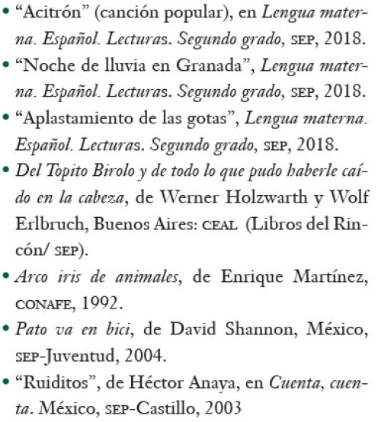 • “Acitrón” (canción popular), en Lengua mater-
na. Español. Lecturas. Segundo grado, SEP, 2018.
• “Noche de lluvia en Granada”, Lengua mater-
na. Español. Lecturas. Segundo grado, SEP, 2018.
• “Aplastamiento de las gotas”, Lengua materna.
Español. Lecturas. Segundo grado, SEP, 2018.
• Del Topito Birolo y de todo lo que pudo haberle caí-
do en la cabeza, de Werner Holzwarth y Wolf
Erlbruch, Buenos Aires: CEAL (Libros del Rin-
cón/ SEP).
• Arco iris de animales, de Enrique Martínez,
CONAFE, 1992.
• Pato va en bici, de David Shannon, México,
SEP-Juventud, 2004.
• “Ruiditos”, de Héctor Anaya, en Cuenta, cuen-
ta. México, SEP-Castillo, 2003